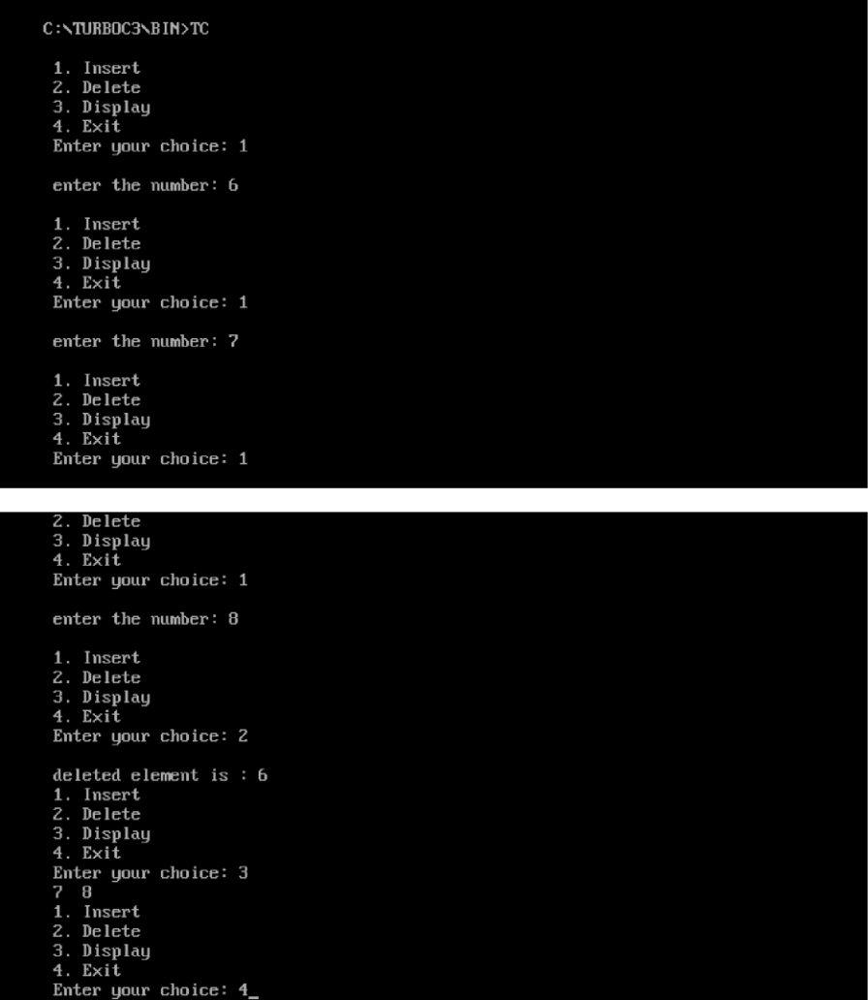 C:\TURBOC3\BIN>TC
1. Insert
2. Delete
3. Display
4. Exit
Enter your choice: 1
enter the number: 6
1. Insert
2. Delete
3. Display
4. Exit
Enter your choice: 1
enter the number: 7
1. Insert
2. Delete
3. Display
4. Exit
Enter your choice: 1
2. Delete
3. Display
4. Exit
Enter your choice: 1
enter the number: 8
1. Insert
2. Delete
3. Display
4. Exit
Enter your choice: 2
deleted element is : 6
1. Insert
2. Delete
3. Display
4. Exit
Enter your choice: 3
7  8
1. Insert
2. Delete
3. Display
4. Exit
Enter your choice: 4_